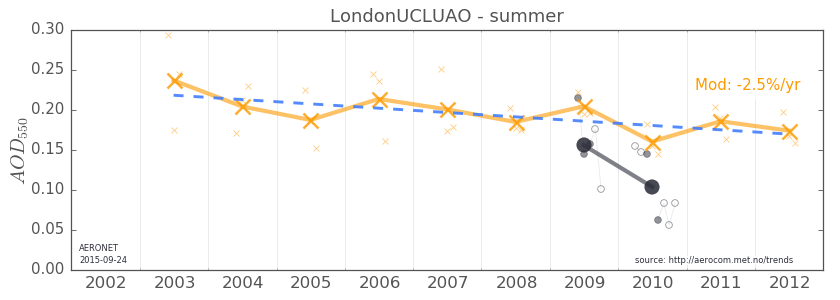 LondonUCLUAO - summer
0.30
0.25
0.20
0.15
0.10
0.05
0.00
AOD550
Mod: -2.5%/yr
AERONET
2015-09-24
source: http://aerocom.met.no/trends
2002 2003 2004 2005 2006 2007 2008 2009 2010 2011 2012